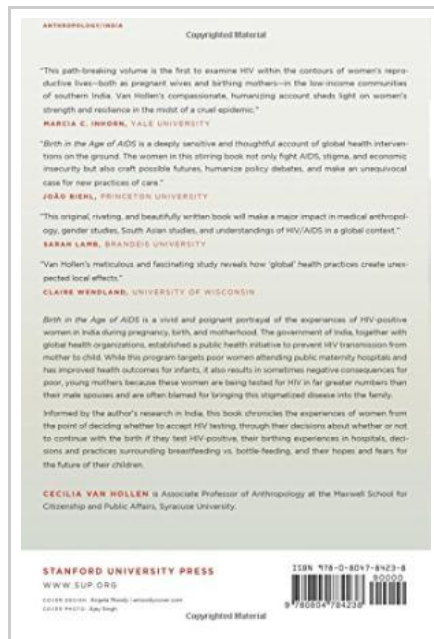 ANTHROPOLOGY/INDIA
Copyrighted Material
"This path-breaking volume is the first to examine HIV within the contours of women's repro-
ductive lives—both as pregnant wives and birthing mothers—in the low-income communities
of southern India. Van Hollen's compassionate, humanizing account sheds light on women's
strength and resilience in the midst of a cruel epidemic."
MARCIA C. INHORN, YALE UNIVERSITY
"Birth in the Age of AIDS is a deeply sensitive and thoughtful account of global health interven-
tions on the ground. The women in this stirring book not only fight AIDS, stigma, and economic
insecurity but also craft possible futures, humanize policy debates, and make an unequivocal
case for new practices of care."
JOÃO BIEHL, PRINCETON UNIVERSITY
"This original, riveting, and beautifully written book will make a major impact in medical anthropol-
ogy, gender studies, South Asian studies, and understandings of HIV/AIDS in a global context."
SARAH LAMB, BRANDEIS UNIVERSITY
"Van Hollen's meticulous and fascinating study reveals how 'global' health practices create unex-
pected local effects."
CLAIRE WENDLAND, UNIVERSITY OF WISCONSIN
Birth in the Age of AIDS is a vivid and poignant portrayal of the experiences of HIV-positive
women in India during pregnancy, birth, and motherhood. The government of India, together with
global health organizations, established a public health initiative to prevent HIV transmission from
mother to child. While this program targets poor women attending public maternity hospitals and
has improved health outcomes for infants, it also results in sometimes negative consequences for
poor, young mothers because these women are being tested for HIV in far greater numbers than
their male spouses and are often blamed for bringing this stigmatized disease into the family.
Informed by the author's research in India, this book chronicles the experiences of women from
the point of deciding whether to accept HIV testing, through their decisions about whether or not
to continue with the birth if they test HIV-positive, their birthing experiences in hospitals, deci-
sions and practices surrounding breastfeeding vs. bottle-feeding, and their hopes and fears for
the future of their children.
CECILIA VAN HOLLEN is Associate Professor of Anthropology at the Maxwell School for
Citizenship and Public Affairs, Syracuse University.
STANFORD UNIVERSITY PRESS
WWW.SUP.ORG
COVER DESIGN: Angela Moody | amoodycover.com
COVER PHOTO: Ajay Singh
ISBN 978-0-8047-8423-8
90000
9 780804 784238
Copyrighted Material